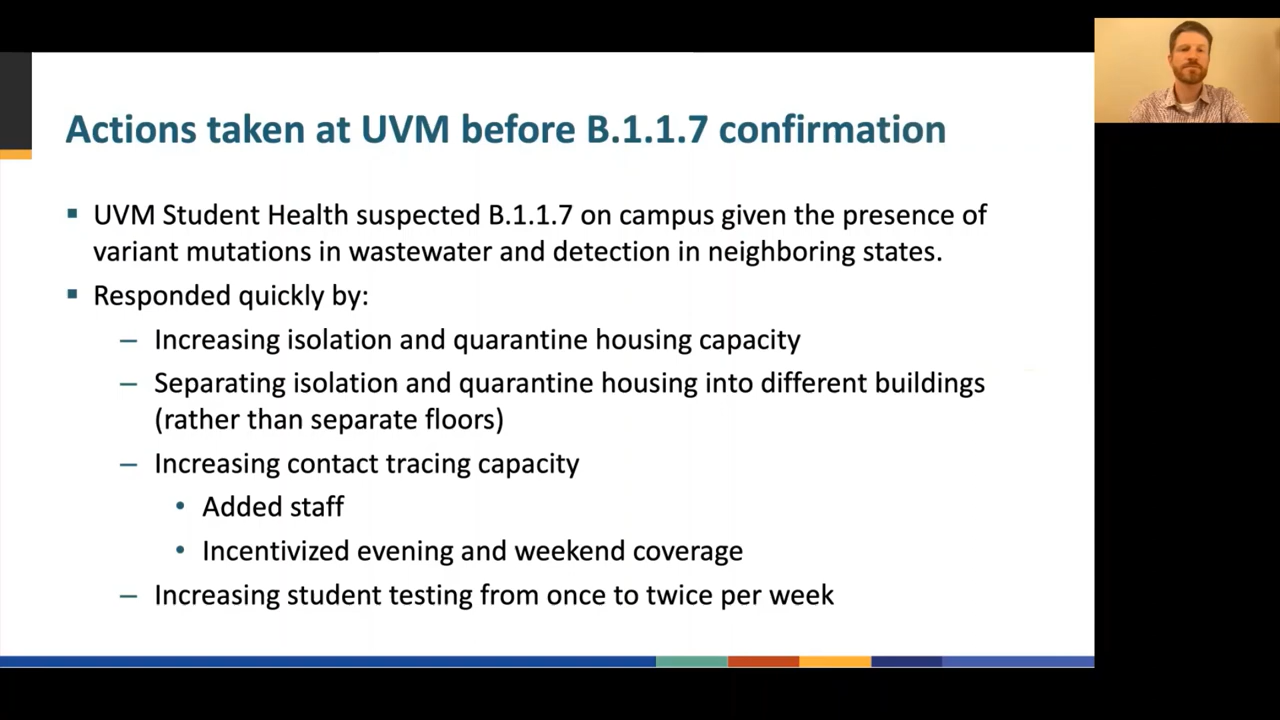 Actions taken at UVM before B.1.1.7 confirmation
▪ UVM Student Health suspected B.1.1.7 on campus given the presence of
variant mutations in wastewater and detection in neighboring states.
▪ Responded quickly by:
– Increasing isolation and quarantine housing capacity
– Separating isolation and quarantine housing into different buildings
(rather than separate floors)
– Increasing contact tracing capacity
• Added staff
• Incentivized evening and weekend coverage
– Increasing student testing from once to twice per week